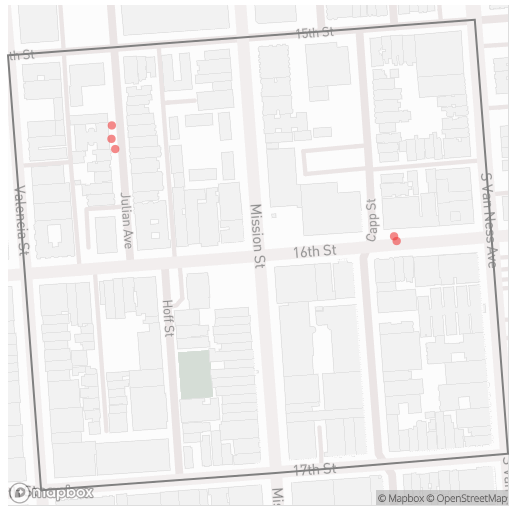 15th St
th St
Valencia St
Julian Ave
Mission St
Capp St
S Van Ness Ave
16th St
Hoff St
17th St
mapbox
© Mapbox © OpenStreetMap